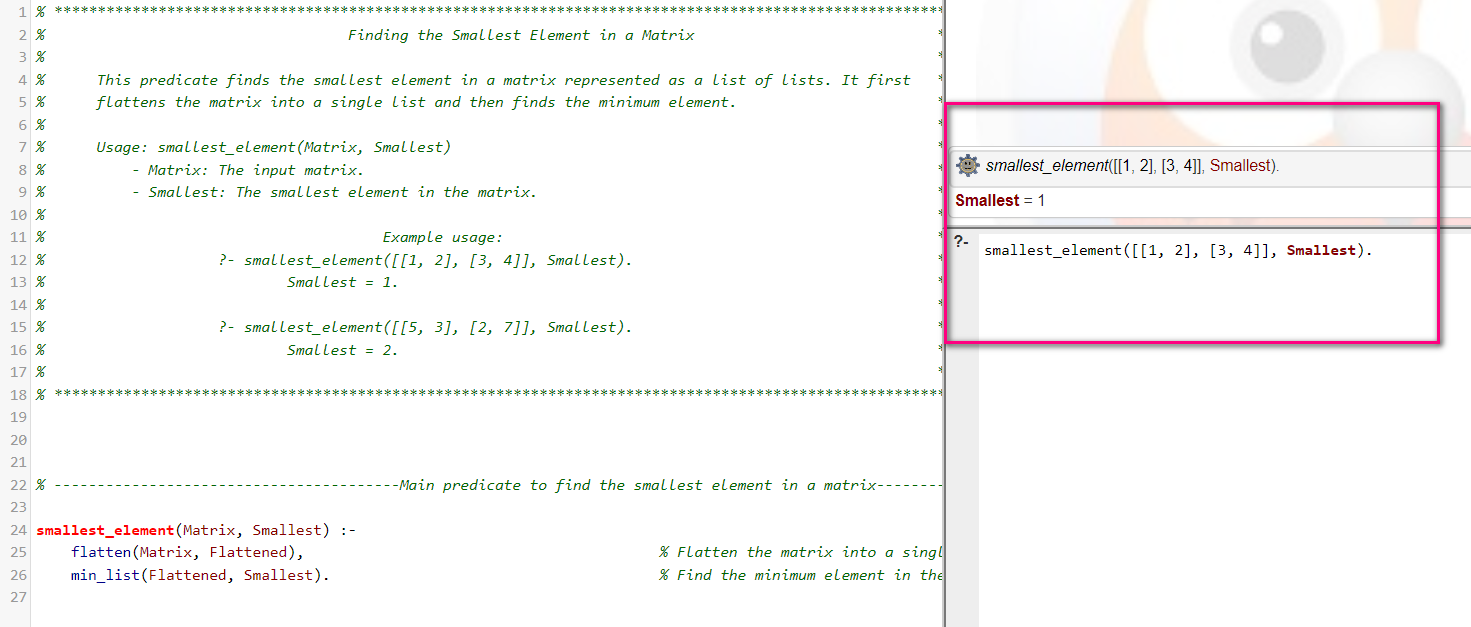 1 % *******************************************************************************************************
2 % Finding the Smallest Element in a Matrix *
3 % *
4 % This predicate finds the smallest element in a matrix represented as a list of lists. It first *
5 % flattens the matrix into a single list and then finds the minimum element. *
6 % *
7 % Usage: smallest_element(Matrix, Smallest) *
8 % - Matrix: The input matrix. *
9 % - Smallest: The smallest element in the matrix. *
10 % *
11 % Example usage: *
12 % ?- smallest_element([[1, 2], [3, 4]], Smallest). *
13 % Smallest = 1. *
14 % *
15 % ?- smallest_element([[5, 3], [2, 7]], Smallest). *
16 % Smallest = 2. *
17 % *
18 % *******************************************************************************************************
19
20
21
22 % ----------------------------------------Main predicate to find the smallest element in a matrix--------
23
24 smallest_element(Matrix, Smallest) :-
25 flatten(Matrix, Flattened), % Flatten the matrix into a singl
26 min_list(Flattened, Smallest). % Find the minimum element in the
27
smallest_element([[1, 2], [3, 4]], Smallest).
Smallest = 1
?- smallest_element([[1, 2], [3, 4]], Smallest).